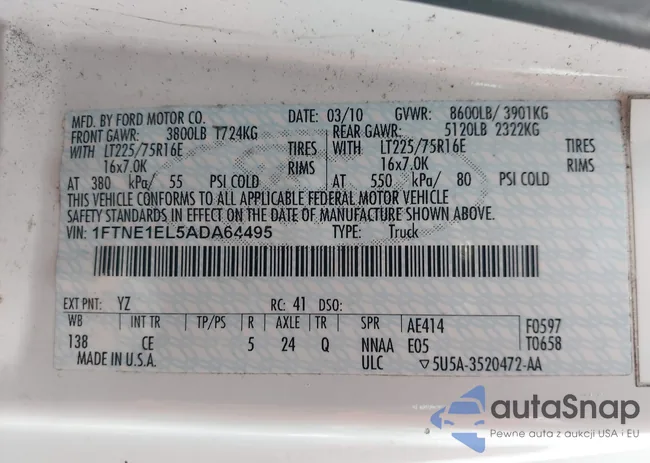 MFD. BY FORD MOTOR CO. DATE: 03/10 GVWR: 8600LB/ 3901KG
FRONT GAWR: 3800LB T724KG REAR GAWR: 5120LB 2322KG
WITH LT225/75R16E TIRES WITH LT225/75R16E TIRES
16x7.0K RIMS 16x7.0K RIMS
AT 380 kPa/ 55 PSI COLD AT 550 kPa/ 80 PSI COLD
THIS VEHICLE CONFORMS TO ALL APPLICABLE FEDERAL MOTOR VEHICLE
SAFETY STANDARDS IN EFFECT ON THE DATE OF MANUFACTURE SHOWN ABOVE.
VIN: 1FTNE1EL5ADA64495 TYPE: Truck
EXT PNT: YZ RC: 41 DSO:
WB INT TR TP/PS R AXLE TR SPR AE414 F0597
138 CE 5 24 Q NNAA E05 T0658
MADE IN U.S.A. ULC ▽5U5A-3520472-AA
autaSnap
Pewne auta z aukcji USA i EU